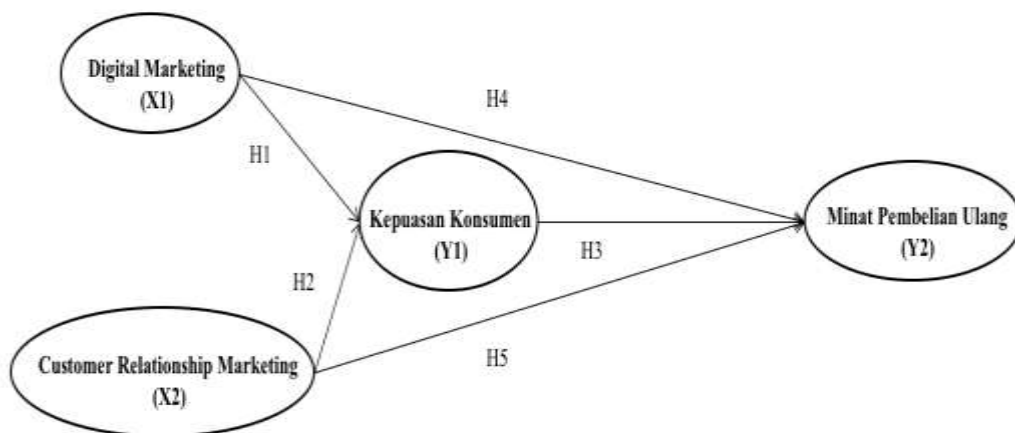 Digital Marketing
(X1)
H4
H1
Kepuasan Konsumen
(Y1)
Minat Pembelian Ulang
(Y2)
H3
H2
Customer Relationship Marketing
(X2)
H5